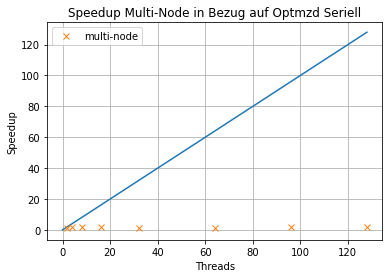 Speedup Multi-Node in Bezug auf Optmzd Seriell
multi-node
120
100
80
60
40
20
0
Speedup
0 20 40 60 80 100 120
Threads